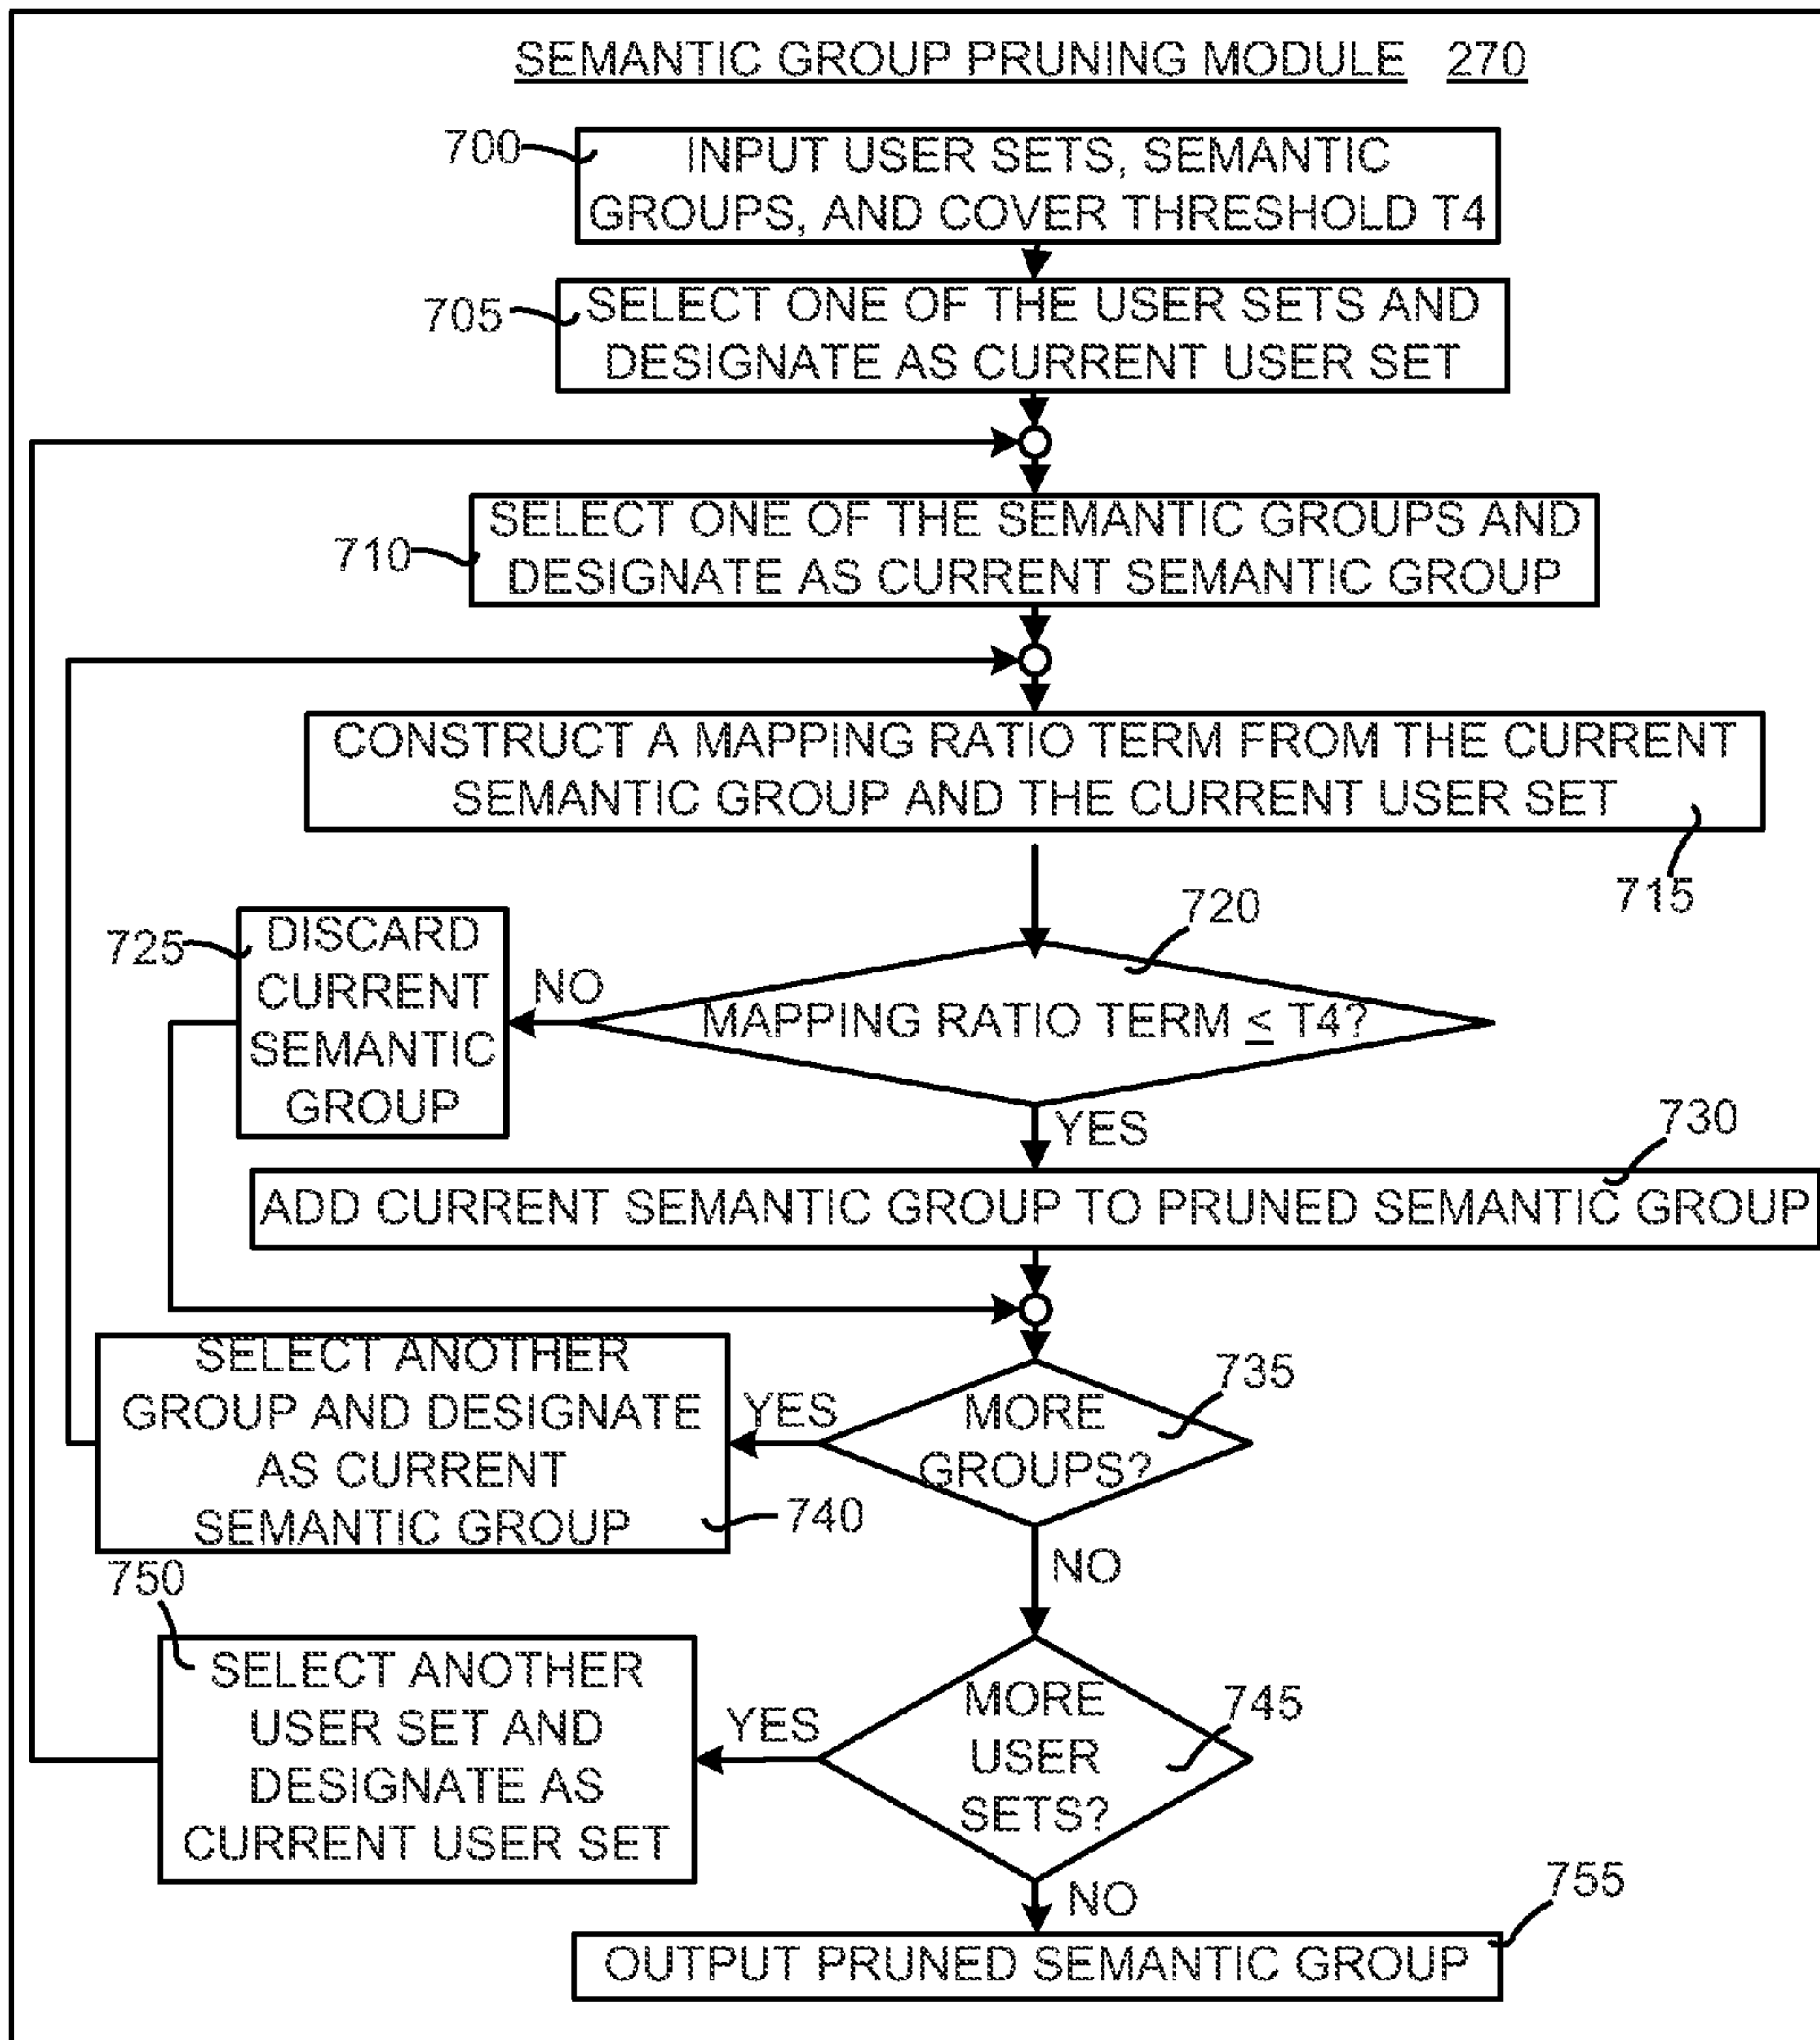 SEMANTIC GROUP PRUNING MODULE 270
700
INPUT USER SETS, SEMANTIC
GROUPS, AND COVER THRESHOLD T4
705
SELECT ONE OF THE USER SETS AND
DESIGNATE AS CURRENT USER SET
710
SELECT ONE OF THE SEMANTIC GROUPS AND
DESIGNATE AS CURRENT SEMANTIC GROUP
CONSTRUCT A MAPPING RATIO TERM FROM THE CURRENT
SEMANTIC GROUP AND THE CURRENT USER SET
715
720
MAPPING RATIO TERM ≤ T4?
NO
725
DISCARD
CURRENT
SEMANTIC
GROUP
YES
730
ADD CURRENT SEMANTIC GROUP TO PRUNED SEMANTIC GROUP
735
MORE
GROUPS?
YES
SELECT ANOTHER
GROUP AND DESIGNATE
AS CURRENT
SEMANTIC GROUP
740
NO
745
MORE
USER
SETS?
YES
750
SELECT ANOTHER
USER SET AND
DESIGNATE AS
CURRENT USER SET
NO
755
OUTPUT PRUNED SEMANTIC GROUP